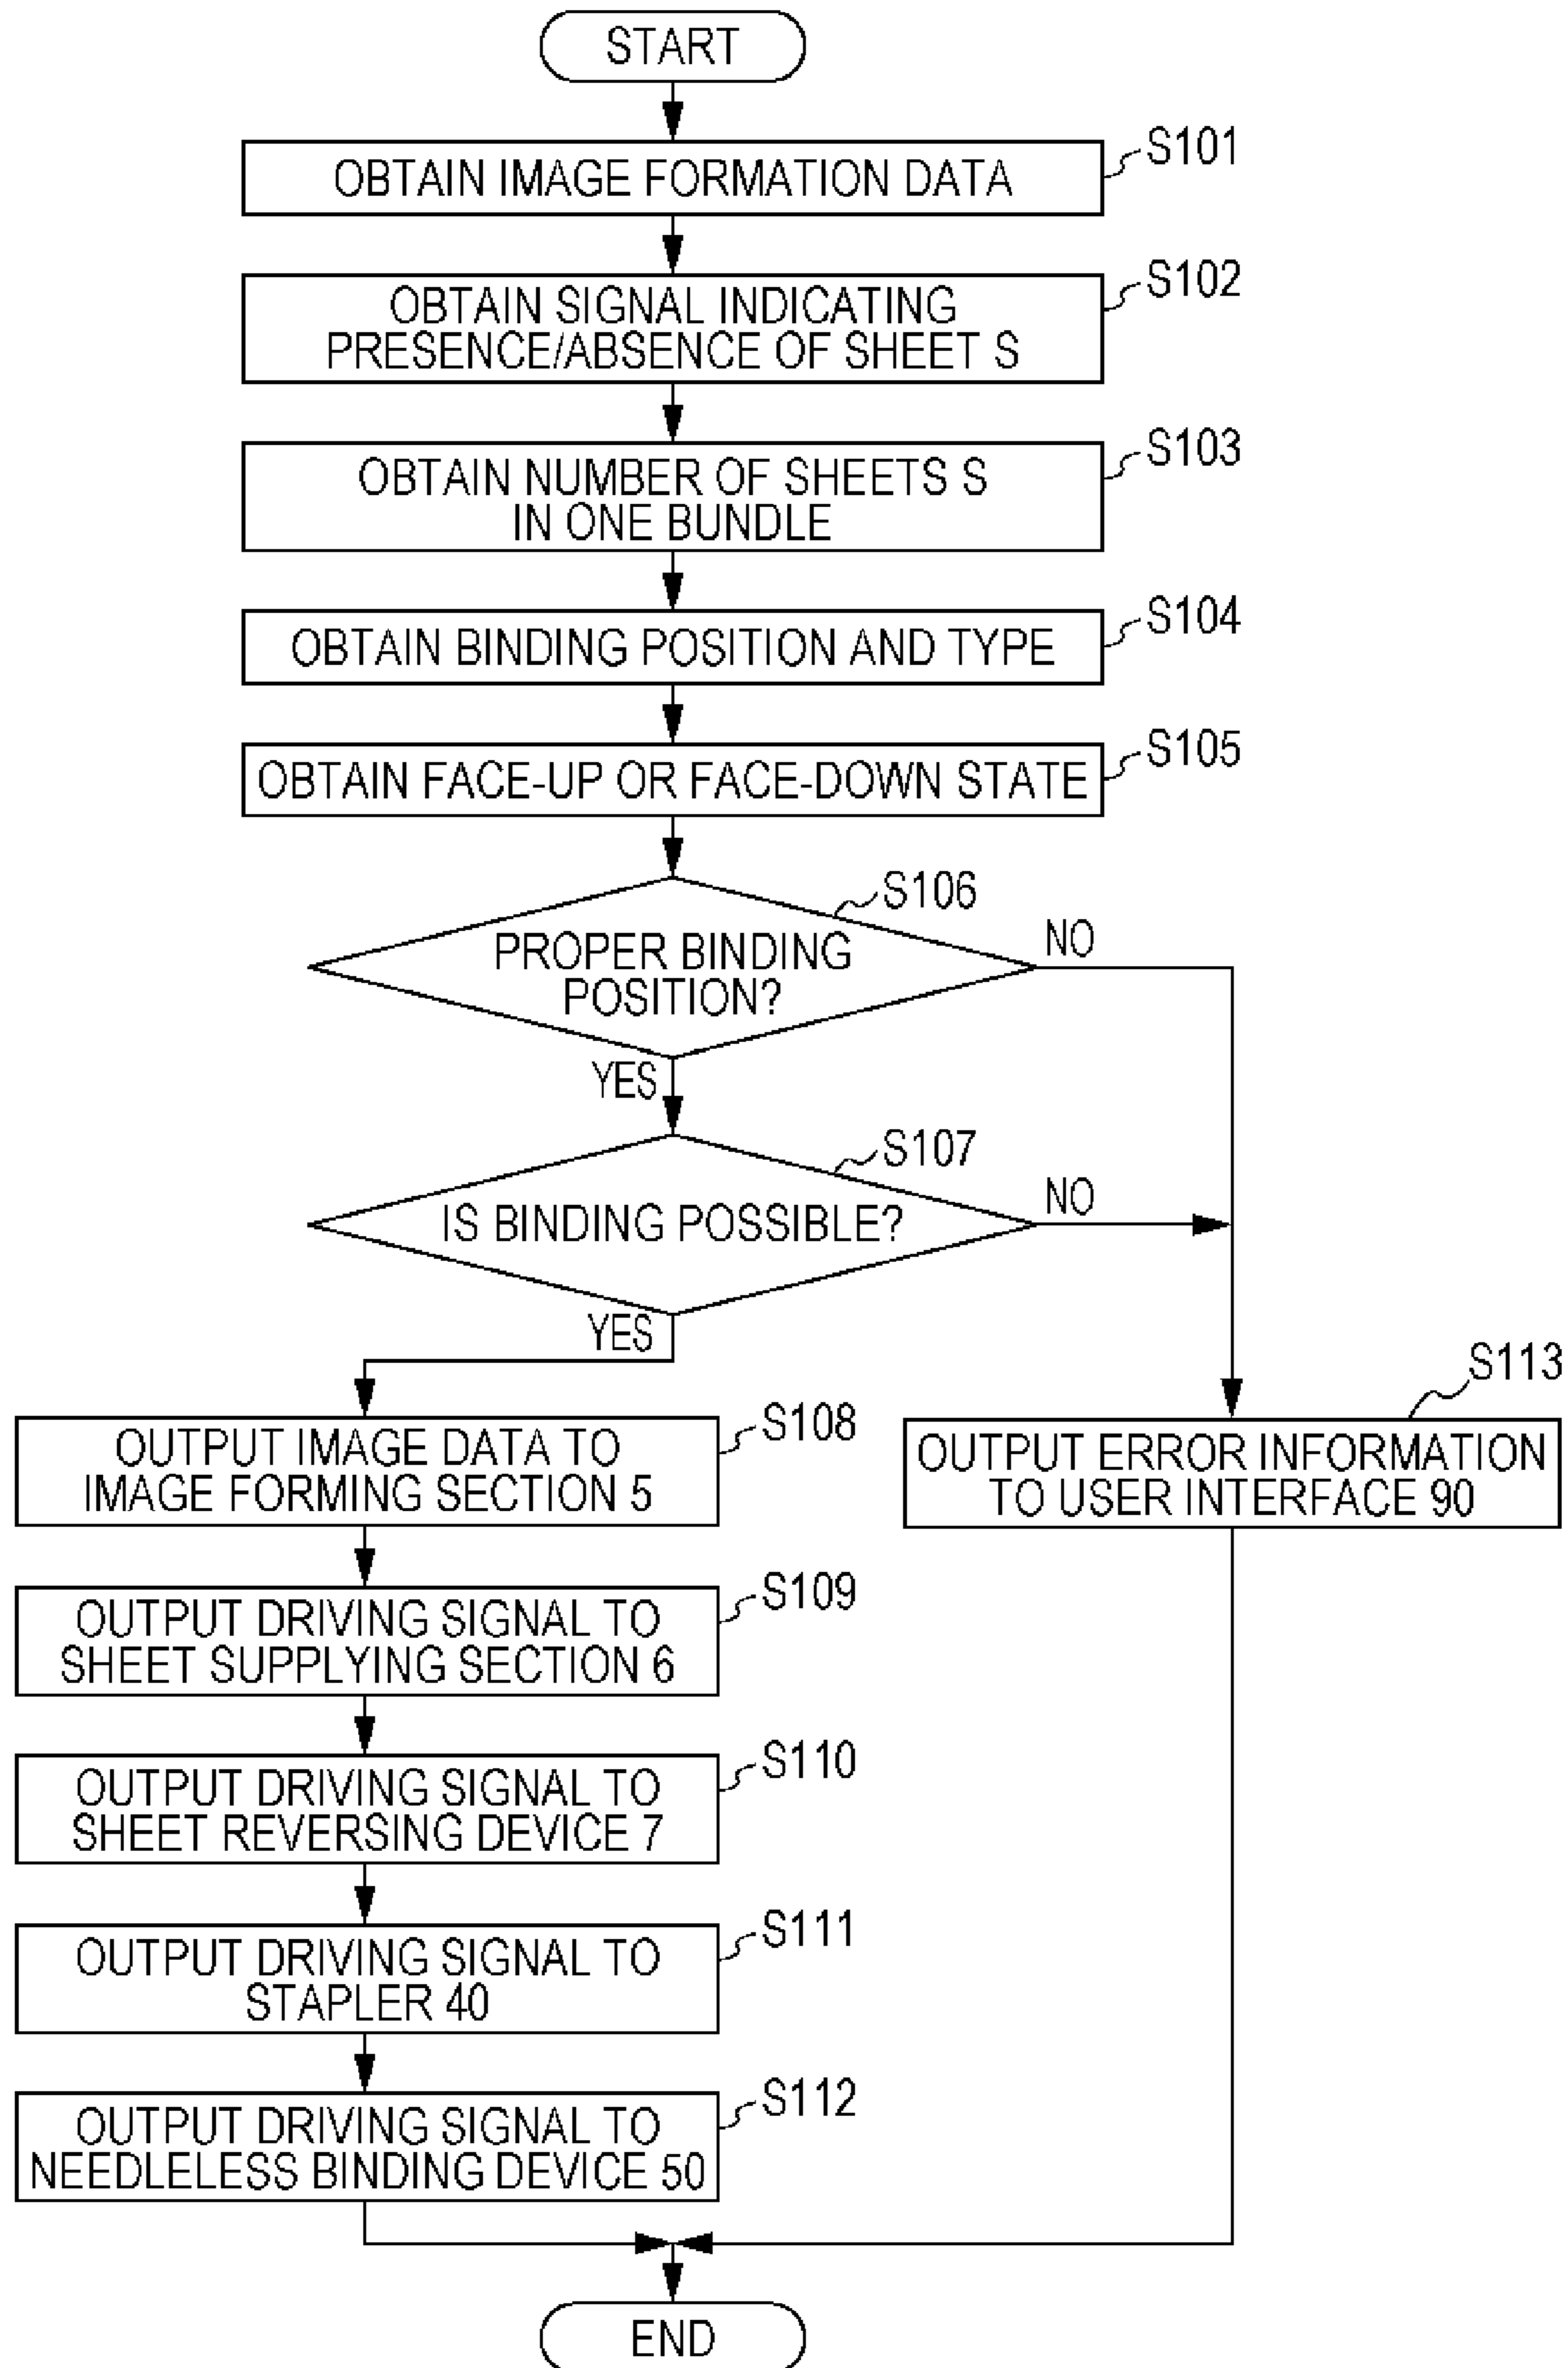 START
S101
OBTAIN IMAGE FORMATION DATA
S102
OBTAIN SIGNAL INDICATING
PRESENCE/ABSENCE OF SHEET S
S103
OBTAIN NUMBER OF SHEETS S
IN ONE BUNDLE
S104
OBTAIN BINDING POSITION AND TYPE
S105
OBTAIN FACE-UP OR FACE-DOWN STATE
S106
PROPER BINDING
POSITION?
NO
YES
S107
IS BINDING POSSIBLE?
NO
YES
S108
OUTPUT IMAGE DATA TO
IMAGE FORMING SECTION 5
S113
OUTPUT ERROR INFORMATION
TO USER INTERFACE 90
S109
OUTPUT DRIVING SIGNAL TO
SHEET SUPPLYING SECTION 6
S110
OUTPUT DRIVING SIGNAL TO
SHEET REVERSING DEVICE 7
S111
OUTPUT DRIVING SIGNAL TO
STAPLER 40
S112
OUTPUT DRIVING SIGNAL TO
NEEDLELESS BINDING DEVICE 50
END